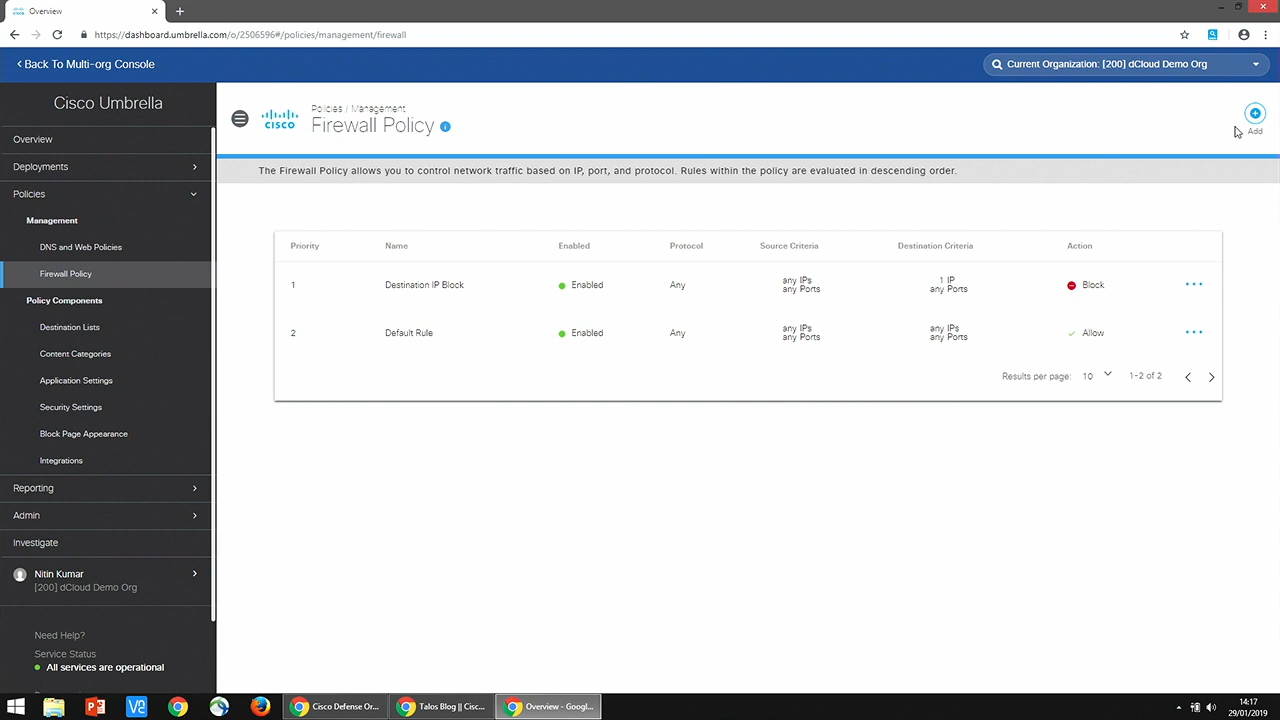 Overview
https://dashboard.umbrella.com/o/2506596#/policies/management/firewall
Back To Multi-org Console
Current Organization: [200] dCloud Demo Org
Cisco Umbrella
Overview
Deployments
Policies
Management
DNS and Web Policies
Firewall Policy
Policy Components
Destination Lists
Content Categories
Application Settings
Security Settings
Block Page Appearance
Integrations
Reporting
Admin
Investigate
Nitin Kumar
[200] dCloud Demo Org
Need Help?
Service Status
All services are operational
CISCO
Policies / Management
Firewall Policy
Add
The Firewall Policy allows you to control network traffic based on IP, port, and protocol. Rules within the policy are evaluated in descending order.
Priority Name Enabled Protocol Source Criteria Destination Criteria Action
1 Destination IP Block Enabled Any any IPs any Ports 1 IP any Ports Block
2 Default Rule Enabled Any any IPs any Ports any IPs any Ports Allow
Results per page: 10 1-2 of 2
Cisco Defense Or...
Talos Blog || Cisc...
Overview - Googl...
14:17
29/01/2019